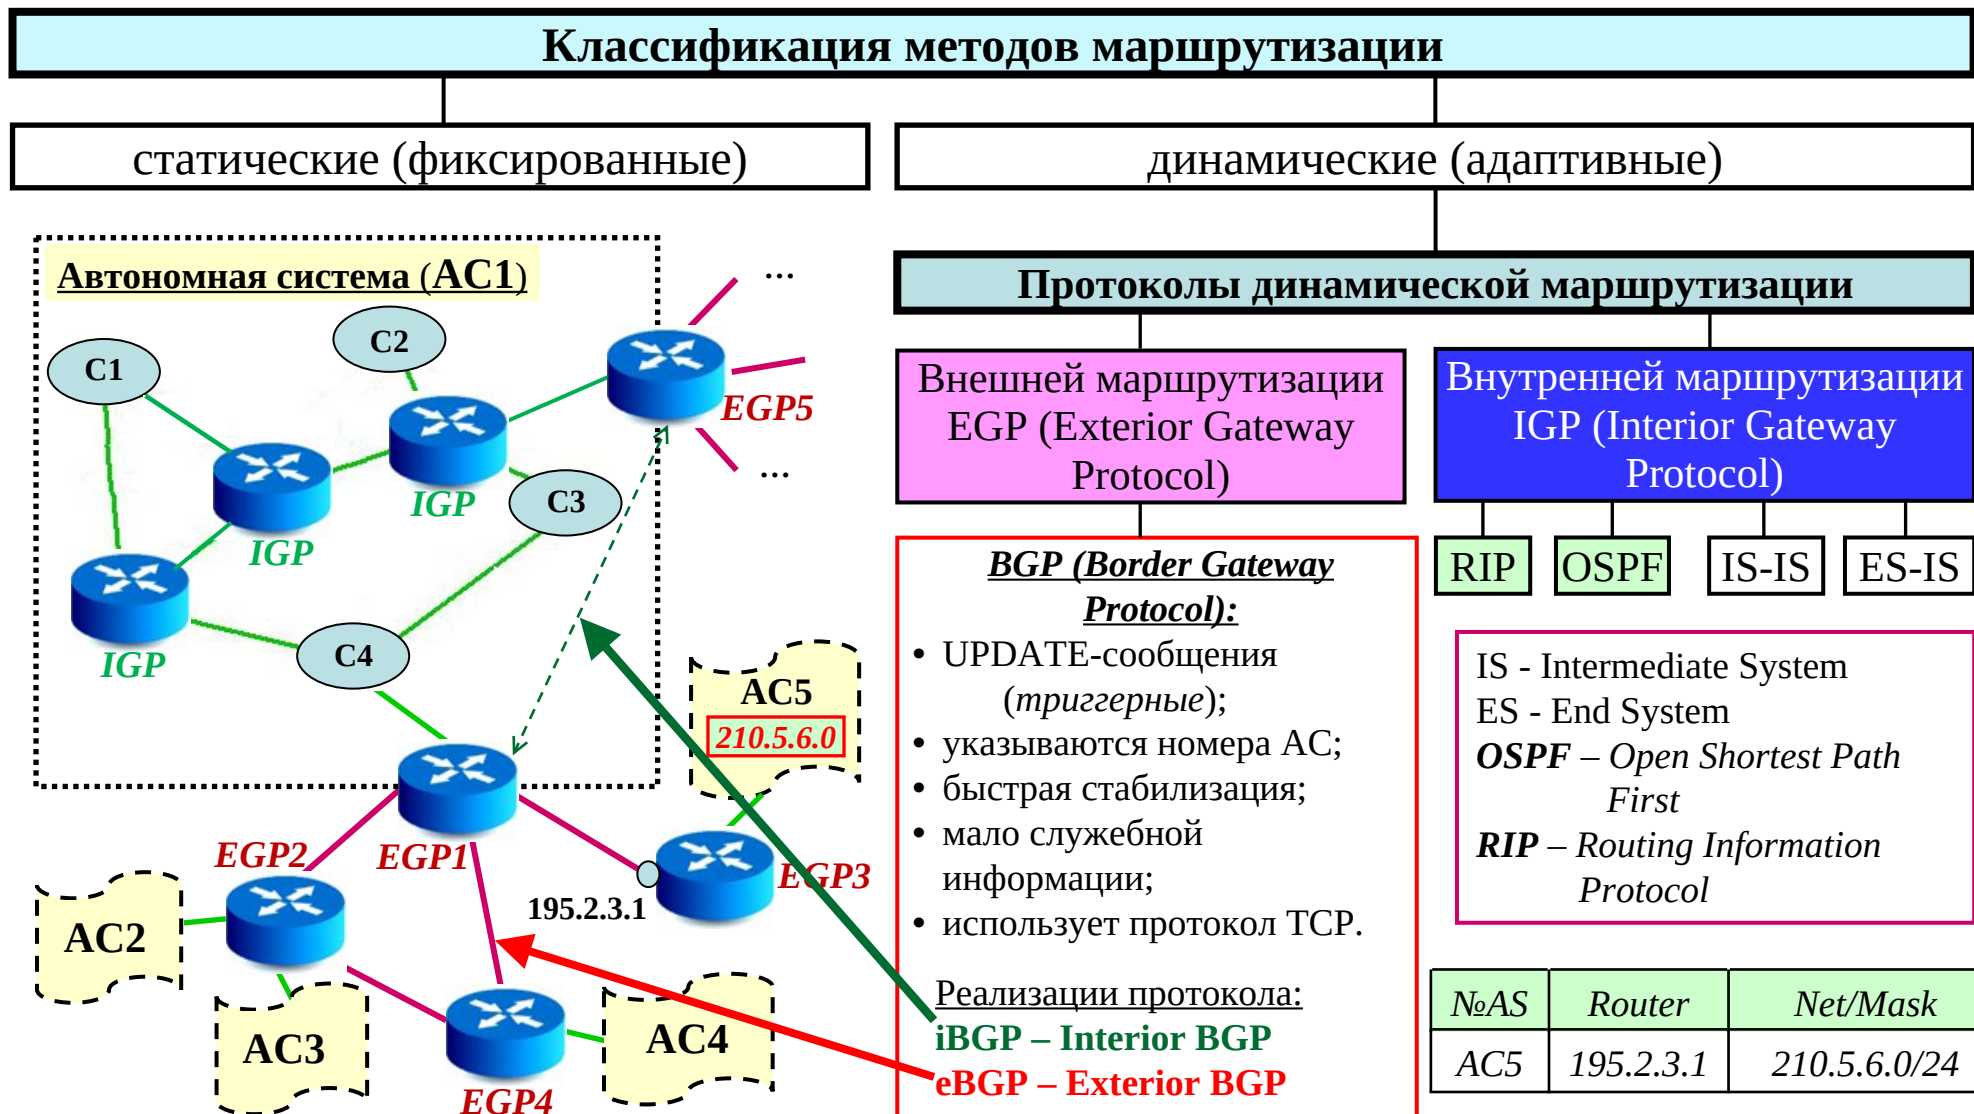 Классификация методов маршрутизации
статические (фиксированные)
динамические (адаптивные)
Автономная система (АС1)
...
С2
С1
EGP5
...
IGP
С3
IGP
IGP
С4
АС5
210.5.6.0
EGP2
EGP1
EGP3
195.2.3.1
АС2
АС3
АС4
EGP4
Протоколы динамической маршрутизации
Внешней маршрутизации
EGP (Exterior Gateway
Protocol)
Внутренней маршрутизации
IGP (Interior Gateway
Protocol)
RIP
OSPF
IS-IS
ES-IS
BGP (Border Gateway
Protocol):
• UPDATE-сообщения
(триггерные);
• указываются номера АС;
• быстрая стабилизация;
• мало служебной
информации;
• использует протокол TCP.
Реализации протокола:
iBGP – Interior BGP
eBGP – Exterior BGP
IS - Intermediate System
ES - End System
OSPF – Open Shortest Path
First
RIP – Routing Information
Protocol
№AS Router Net/Mask
АС5 195.2.3.1 210.5.6.0/24